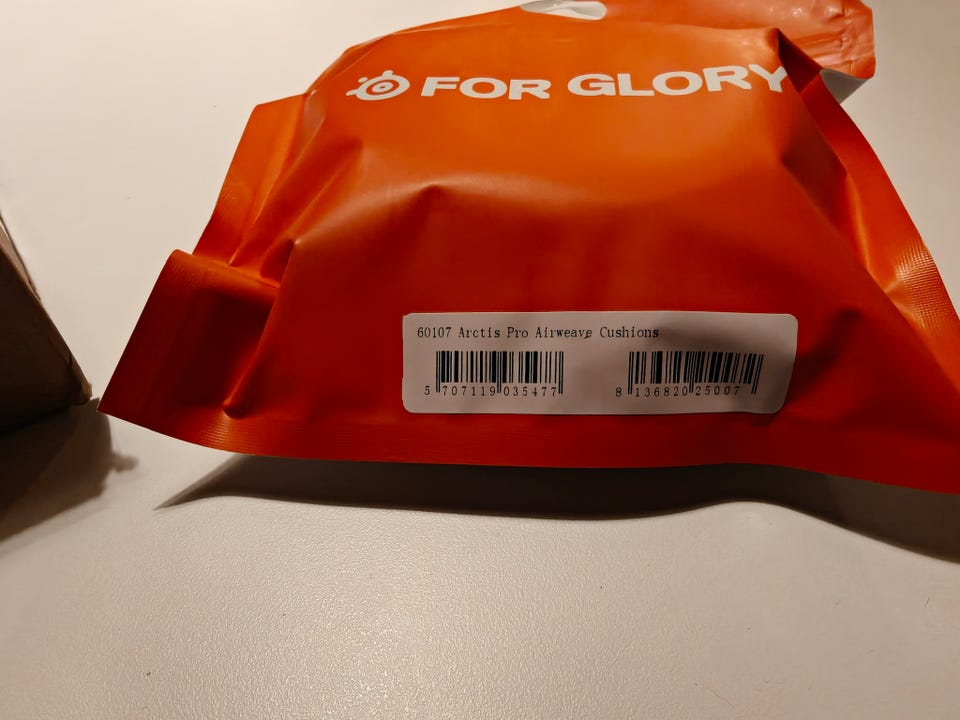 FOR GLORY
60107 Arctis Pro Airweave Cushions
5 707119 035477
8 136820 25007